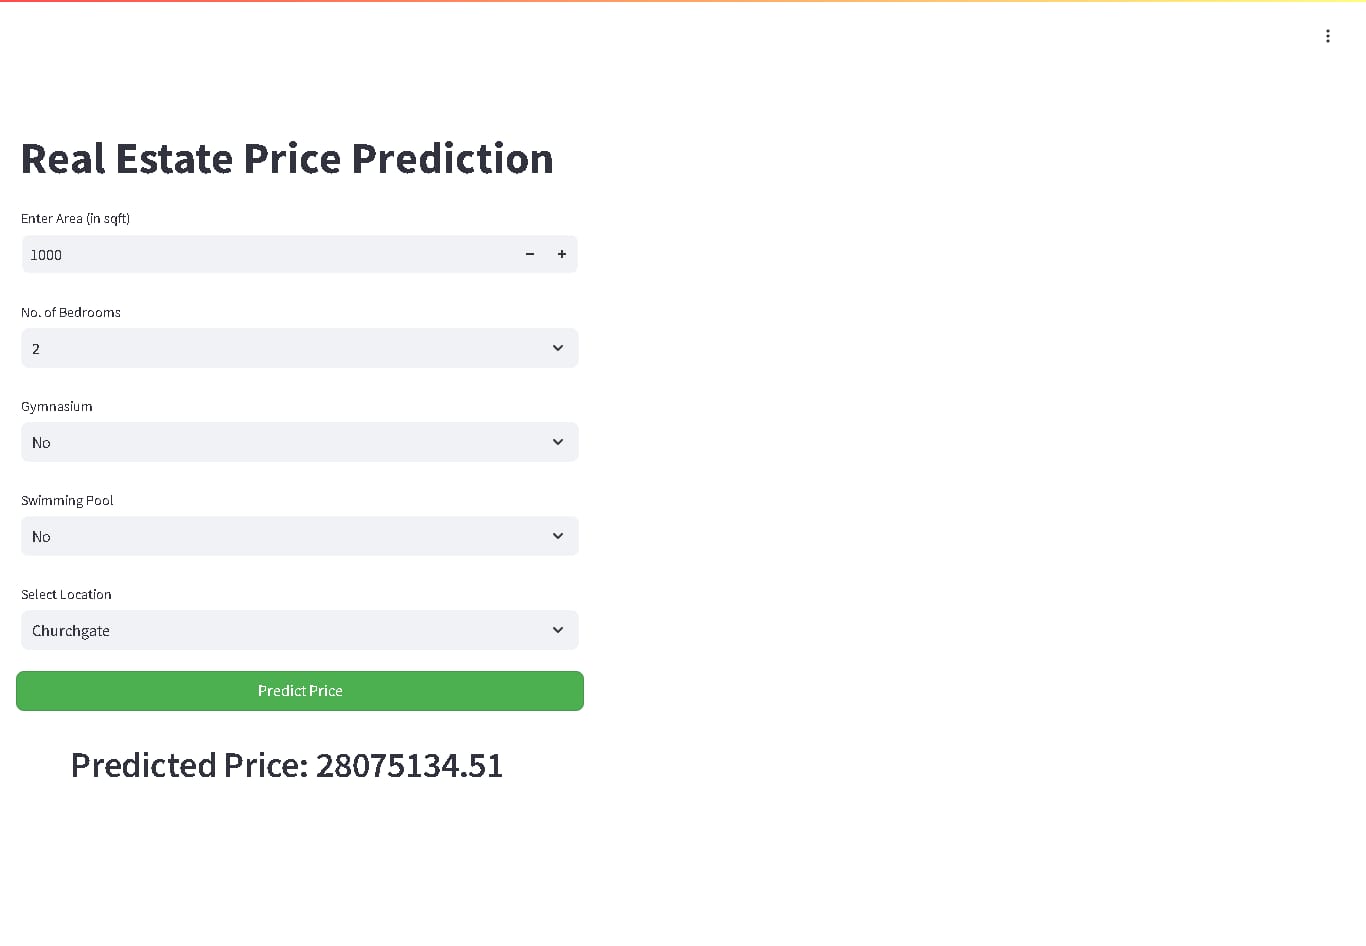 Real Estate Price Prediction
Enter Area (in sqft)
1000
No. of Bedrooms
2
Gymnasium
No
Swimming Pool
No
Select Location
Churchgate
Predict Price
Predicted Price: 28075134.51